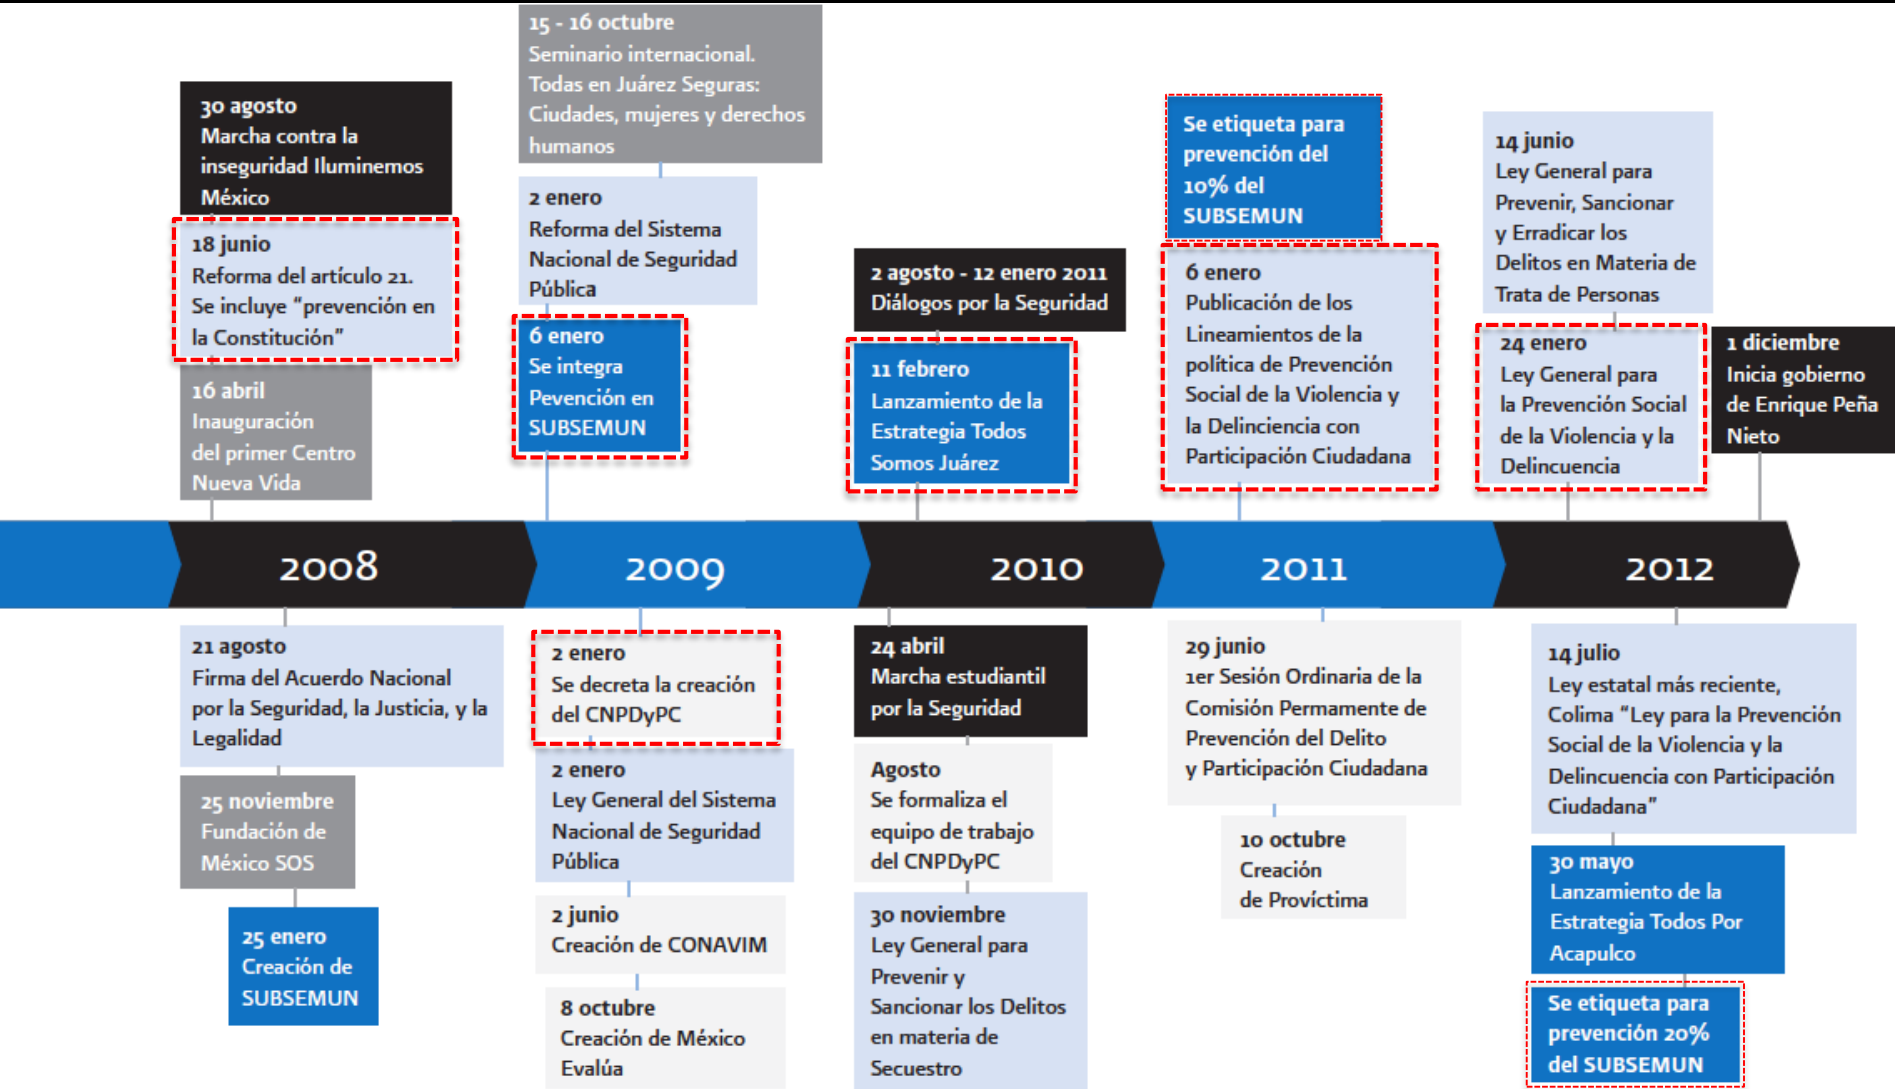 15 - 16 octubre
Seminario internacional.
Todas en Juárez Seguras:
Ciudades, mujeres y derechos
humanos
30 agosto
Marcha contra la
inseguridad Iluminemos
México
18 junio
Reforma del artículo 21.
Se incluye “prevención en
la Constitución”
16 abril
Inauguración
del primer Centro
Nueva Vida
2 enero
Reforma del Sistema
Nacional de Seguridad
Pública
6 enero
Se integra
Pevención en
SUBSEMUN
2 agosto - 12 enero 2011
Diálogos por la Seguridad
11 febrero
Lanzamiento de la
Estrategia Todos
Somos Juárez
Se etiqueta para
prevención del
10% del
SUBSEMUN
6 enero
Publicación de los
Lineamientos de la
política de Prevención
Social de la Violencia y
la Delinciencia con
Participación Ciudadana
14 junio
Ley General para
Prevenir, Sancionar
y Erradicar los
Delitos en Materia de
Trata de Personas
24 enero
Ley General para
la Prevención Social
de la Violencia y la
Delincuencia
1 diciembre
Inicia gobierno
de Enrique Peña
Nieto
2008
2009
2010
2011
2012
21 agosto
Firma del Acuerdo Nacional
por la Seguridad, la Justicia, y la
Legalidad
25 noviembre
Fundación de
México SOS
25 enero
Creación de
SUBSEMUN
2 enero
Se decreta la creación
del CNPDyPC
2 enero
Ley General del Sistema
Nacional de Seguridad
Pública
2 junio
Creación de CONAVIM
8 octubre
Creación de México
Evalúa
24 abril
Marcha estudiantil
por la Seguridad
Agosto
Se formaliza el
equipo de trabajo
del CNPDyPC
30 noviembre
Ley General para
Prevenir y
Sancionar los Delitos
en materia de
Secuestro
29 junio
1er Sesión Ordinaria de la
Comisión Permamente de
Prevención del Delito
y Participación Ciudadana
10 octubre
Creación
de Províctima
14 julio
Ley estatal más reciente,
Colima “Ley para la Prevención
Social de la Violencia y la
Delincuencia con Participación
Ciudadana”
30 mayo
Lanzamiento de la
Estrategia Todos Por
Acapulco
Se etiqueta para
prevención 20%
del SUBSEMUN